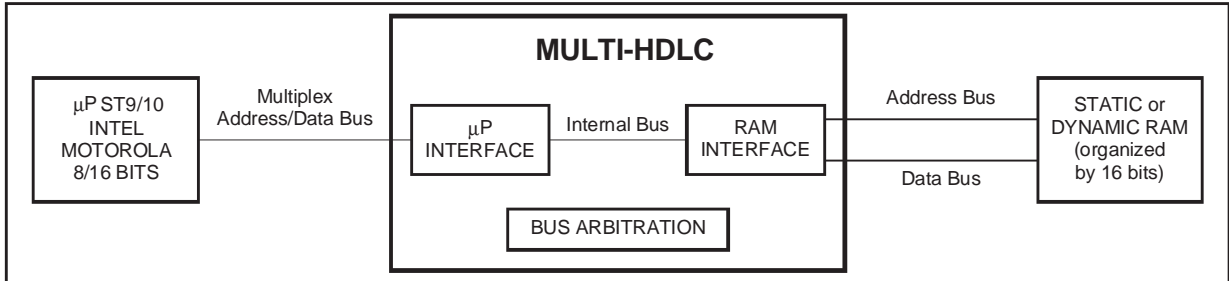 MULTI-HDLC
µP ST9/10
INTEL
MOTOROLA
8/16 BITS
Multiplex
Address/Data Bus
µP
INTERFACE
Internal Bus
RAM
INTERFACE
BUS ARBITRATION
Address Bus
Data Bus
STATIC or
DYNAMIC RAM
(organized
by 16 bits)